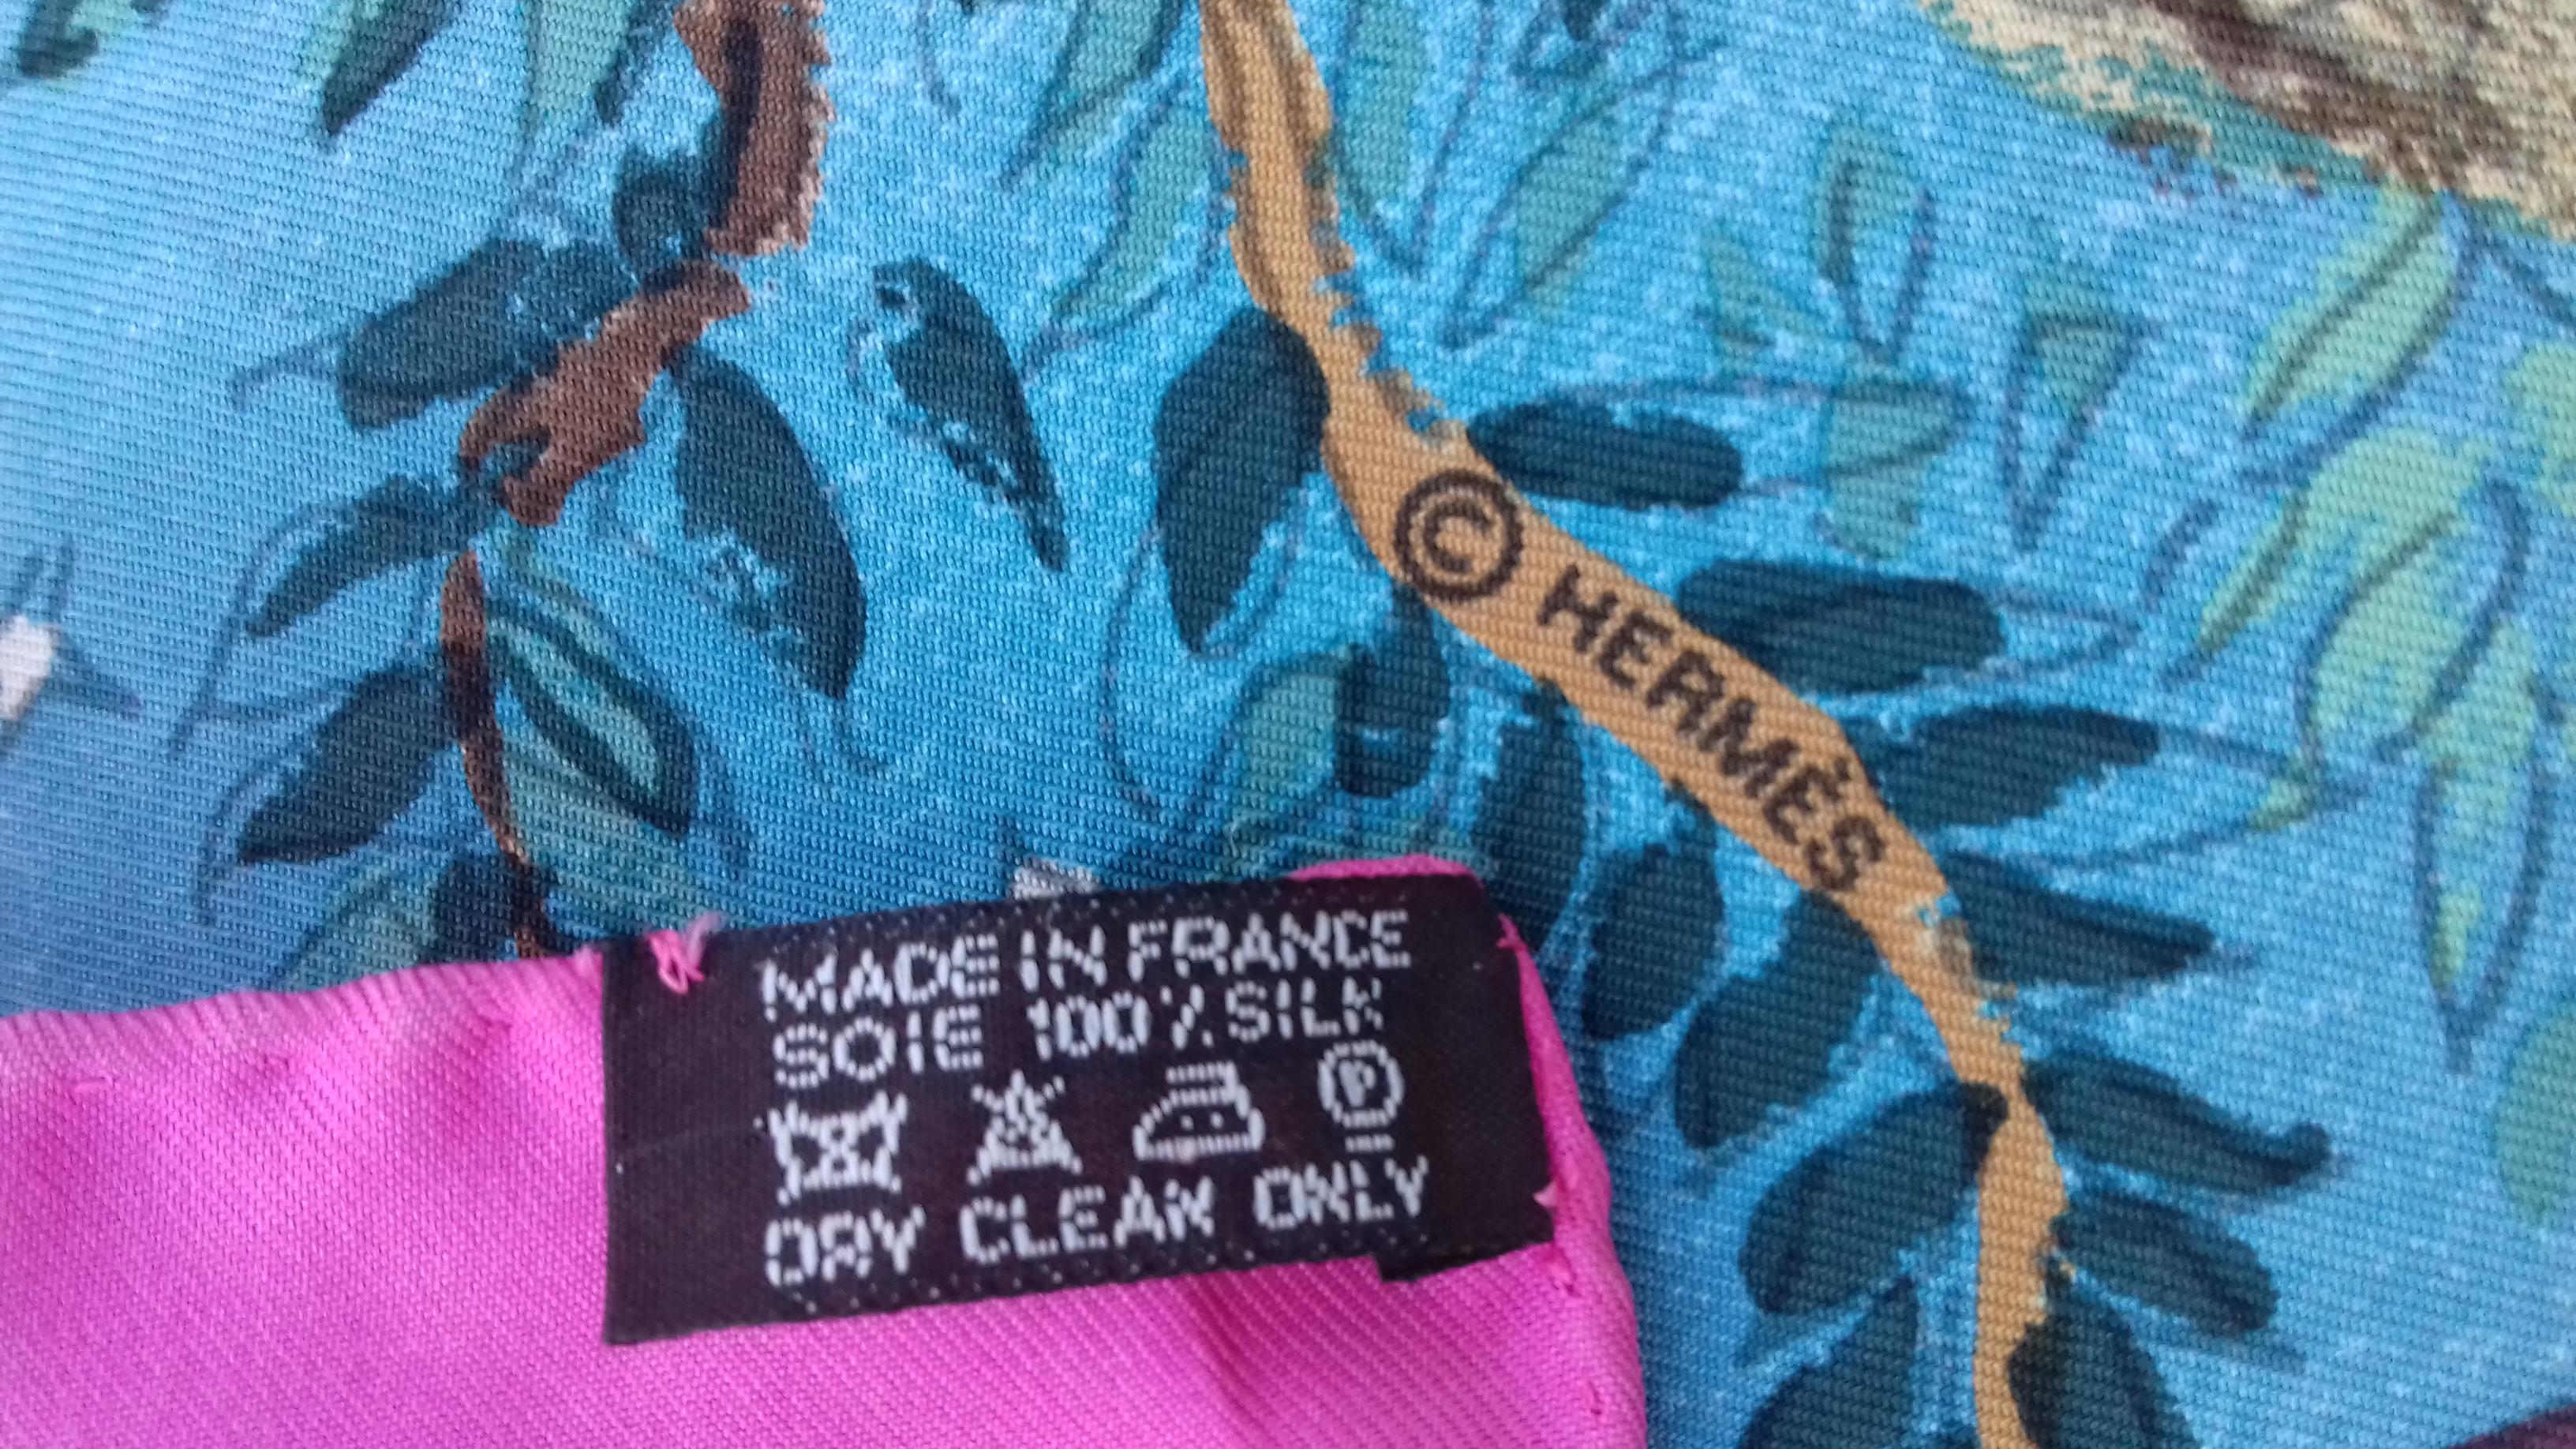 © HERMÈS
MADE IN FRANCE
SOIE 100% SILK
P
DRY CLEAN ONLY